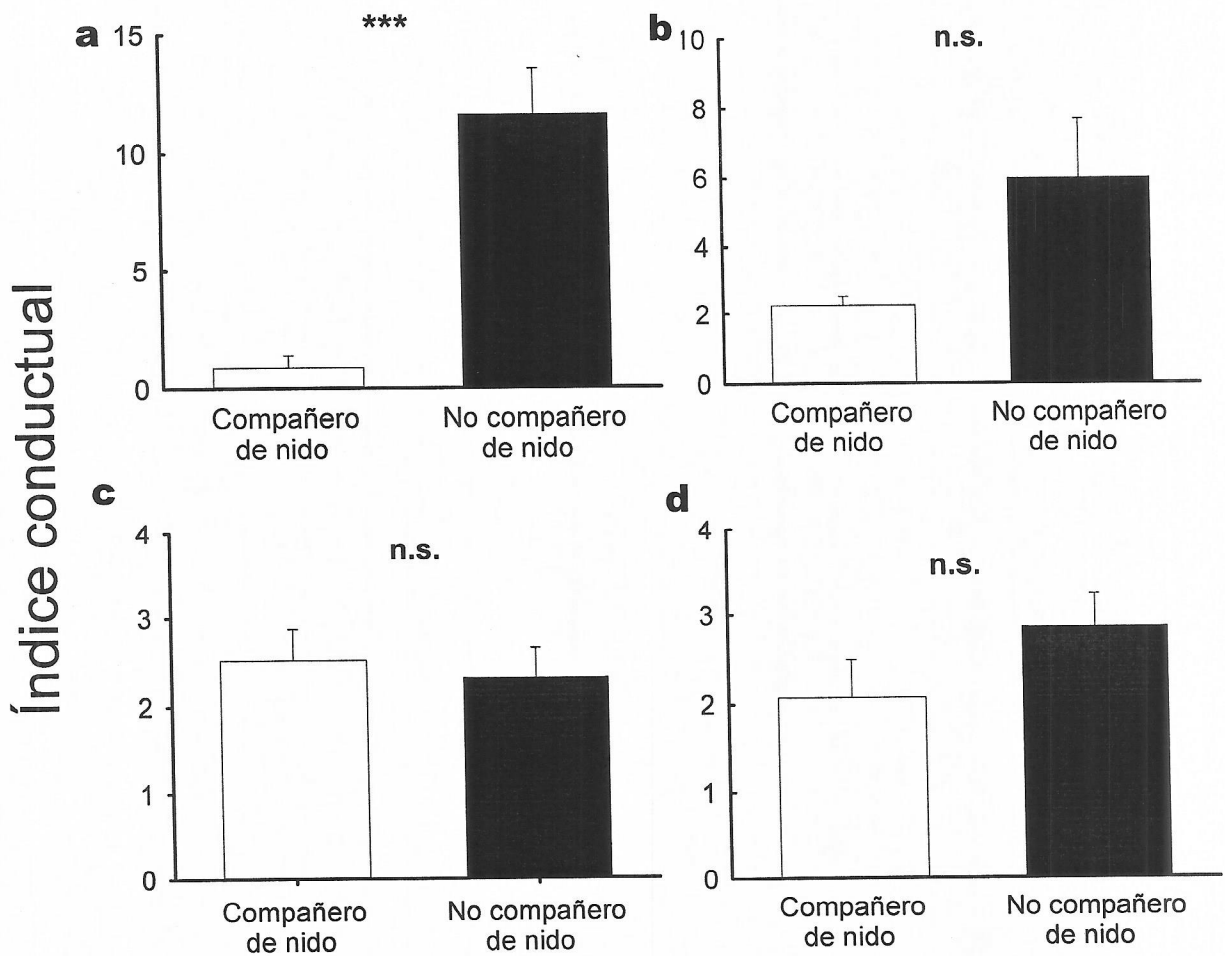 Índice conductual
a
***
15
10
5
0
Compañero
de nido
No compañero
de nido
b
n.s.
10
8
6
4
2
0
Compañero
de nido
No compañero
de nido
c
n.s.
4
3
2
1
0
Compañero
de nido
No compañero
de nido
d
n.s.
4
3
2
1
0
Compañero
de nido
No compañero
de nido